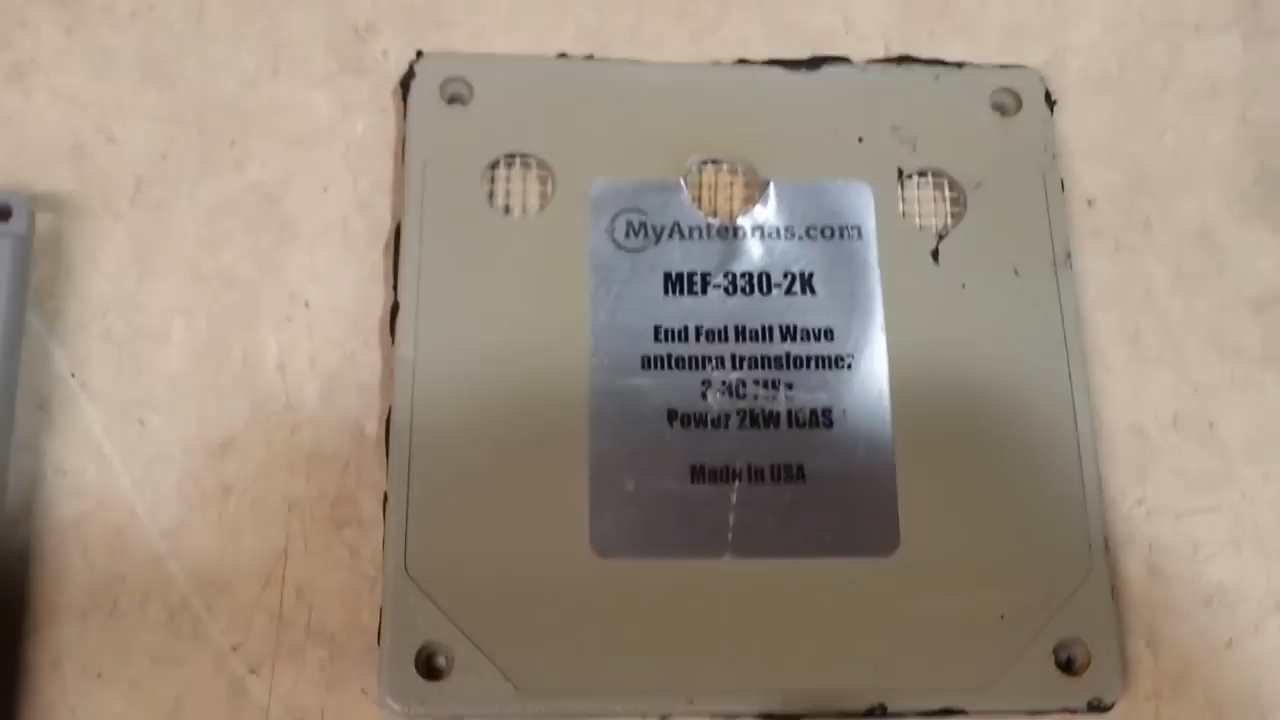 MyAntennas.com
MEF-330-2K
End Fed Half Wave
antenna transformer
Power 2kW ICAS
Made in USA